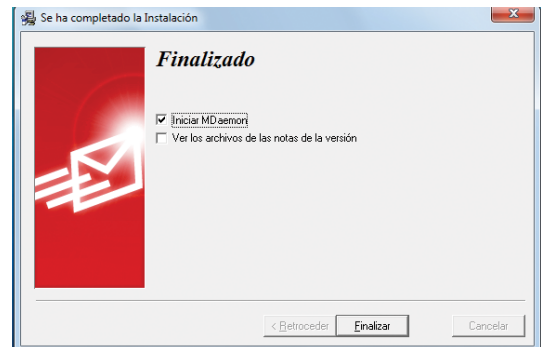 Se ha completado la Instalación
Finalizado
Iniciar MDaemon
Ver los archivos de las notas de la versión
< Retroceder
Finalizar
Cancelar